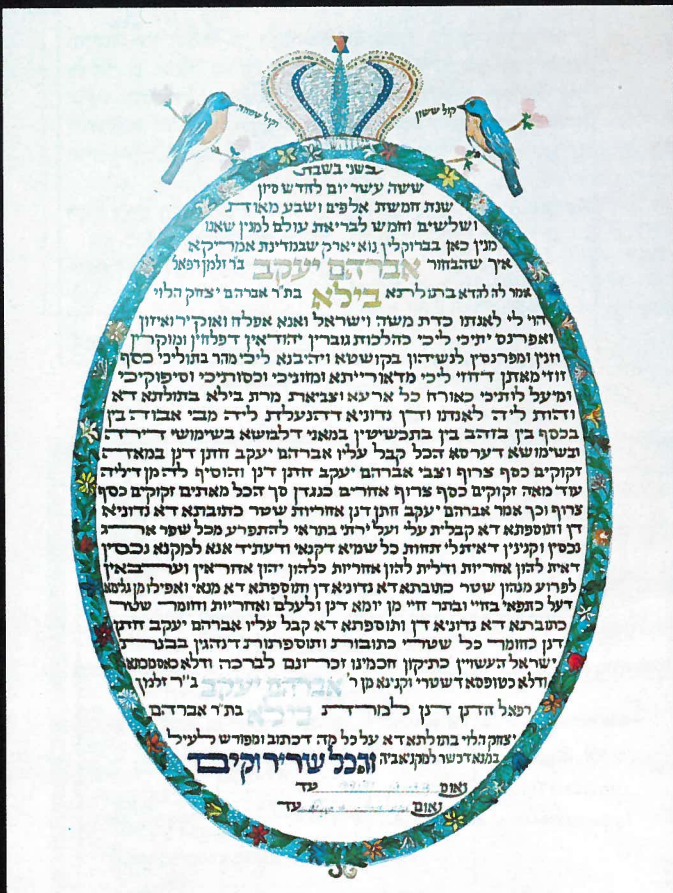 קול ששון
וקול שמחה
בשני בשבת
ששה עשר יום לחדש סיון
שנת חמשת אלפים ושבע מאות
ושלשים וחמש לבריאת עולם למנין שאנו
מנין כאן בברוקלין נוא יארק שבמדינת אמריקא
איך שהבחור אברהם יעקב ב״ר זלמן רפאל
אמר לה להדא בתולתא בילא בת״ר אברהם יצחק הלוי
הוי לי לאנתו כדת משה וישראל ואנא אפלח ואוקיר ואיזון
ואפרנס יתיכי ליכי כהלכות גוברין יהודאין דפלחין ומוקרין
וזנין ומפרנסין לנשיהון בקושטא ויהיבנא ליכי מהר בתוליכי כסף
זוזי מאתן דחזי ליכי מדאורייתא ומזוניכי וכסותיכי וסיפוקיכי
ומיעל לותיכי כאורח כל ארעא וצביאת מרת בילא בתולתא דא
והות ליה לאנתו ודן נדוניא דהנעלת ליה מבי אבוה בין
בכסף בין בזהב בין בתכשיטין במאני דלבושא בשימושי דירה
ובשימושא דערסא הכל קבל עליו אברהם יעקב חתן דנן במאה
זקוקים כסף צרוף וצבי אברהם יעקב חתן דנן והוסיף לה מן דיליה
עוד מאה זקוקים כסף צרוף אחרים כנגדן סך הכל מאתים זקוקים כסף
צרוף וכך אמר אברהם יעקב חתן דנן אחריות שטר כתובתא דא נדוניא
דן ותוספתא דא קבלית עלי ועל ירתי בתראי להתפרע מכל שפר ארג
נכסין וקנינין דאית לי תחות כל שמיא דקנאי ודעתיד אנא למקנא נכסין
דאית להון אחריות ודלית להון אחריות כלהון יהון אחראין וערבאין
לפרוע מנהון שטר כתובתא דא נדוניא דן ותוספתא דא מנאי ואפילו מן גלימא
דעל כתפאי בחיי ובתר חיי מן יומא דנן ולעלם ואחריות וחומר שטר
כתובתא דא נדוניא דן ותוספתא דא קבל עליו אברהם יעקב חתן
דנן כחומר כל שטרי כתובות ותוספתות דנהגין בבנת
ישראל העשויין כתיקון חכמינו זכרונם לברכה ודלא כאסמכתא
ודלא כטופסא דשטרי וקנינא מן ר׳ אברהם יעקב ב״ר זלמן
רפאל חתן דנן למרת בילא בת״ר אברהם
יצחק הלוי בתולתא דא על כל מה דכתוב ומפורש לעיל
במנא דכשר למקניא ביה והכל שריר וקים
נאום עד
נאום עד